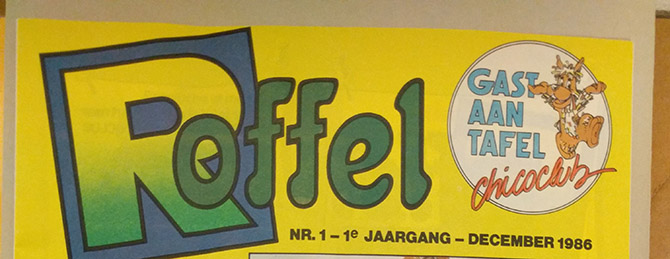 Roffel
GAST
AAN
TAFEL
Chicoclub
NR. 1 – 1e JAARGANG – DECEMBER 1986